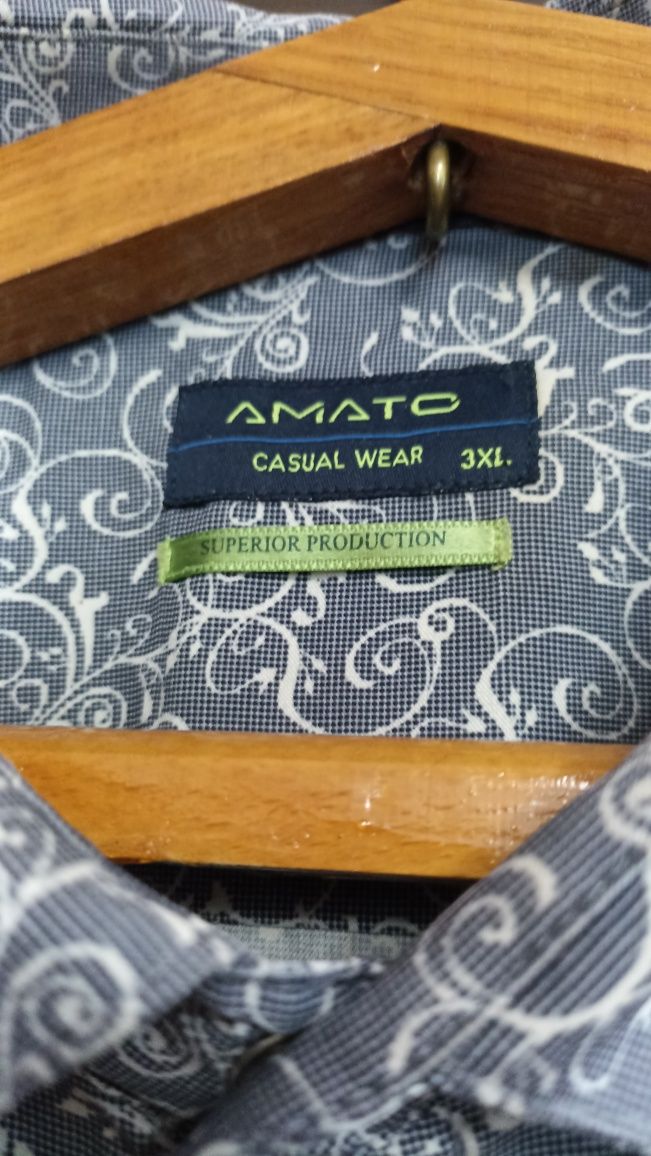 AMATO
CASUAL WEAR 3XL.
SUPERIOR PRODUCTION